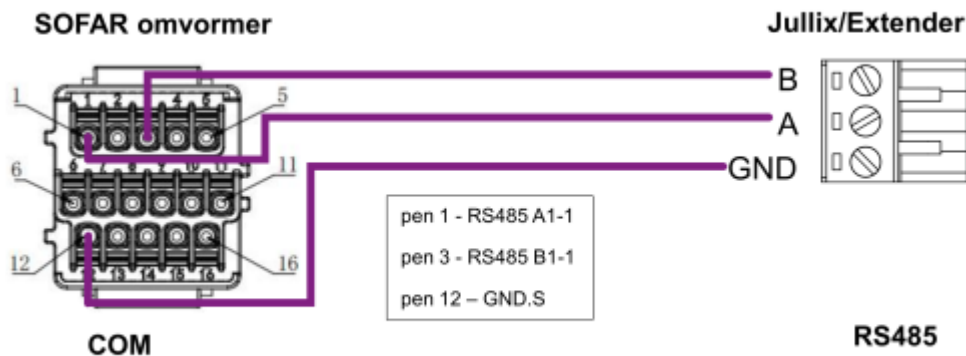 SOFAR omvormer
Jullix/Extender
1 2 4 5
1
5
B
A
GND
6 7 8 9 10 11
6
11
pen 1 - RS485 A1-1
pen 3 - RS485 B1-1
pen 12 – GND.S
12
16
12 13 14 15 16
COM
RS485